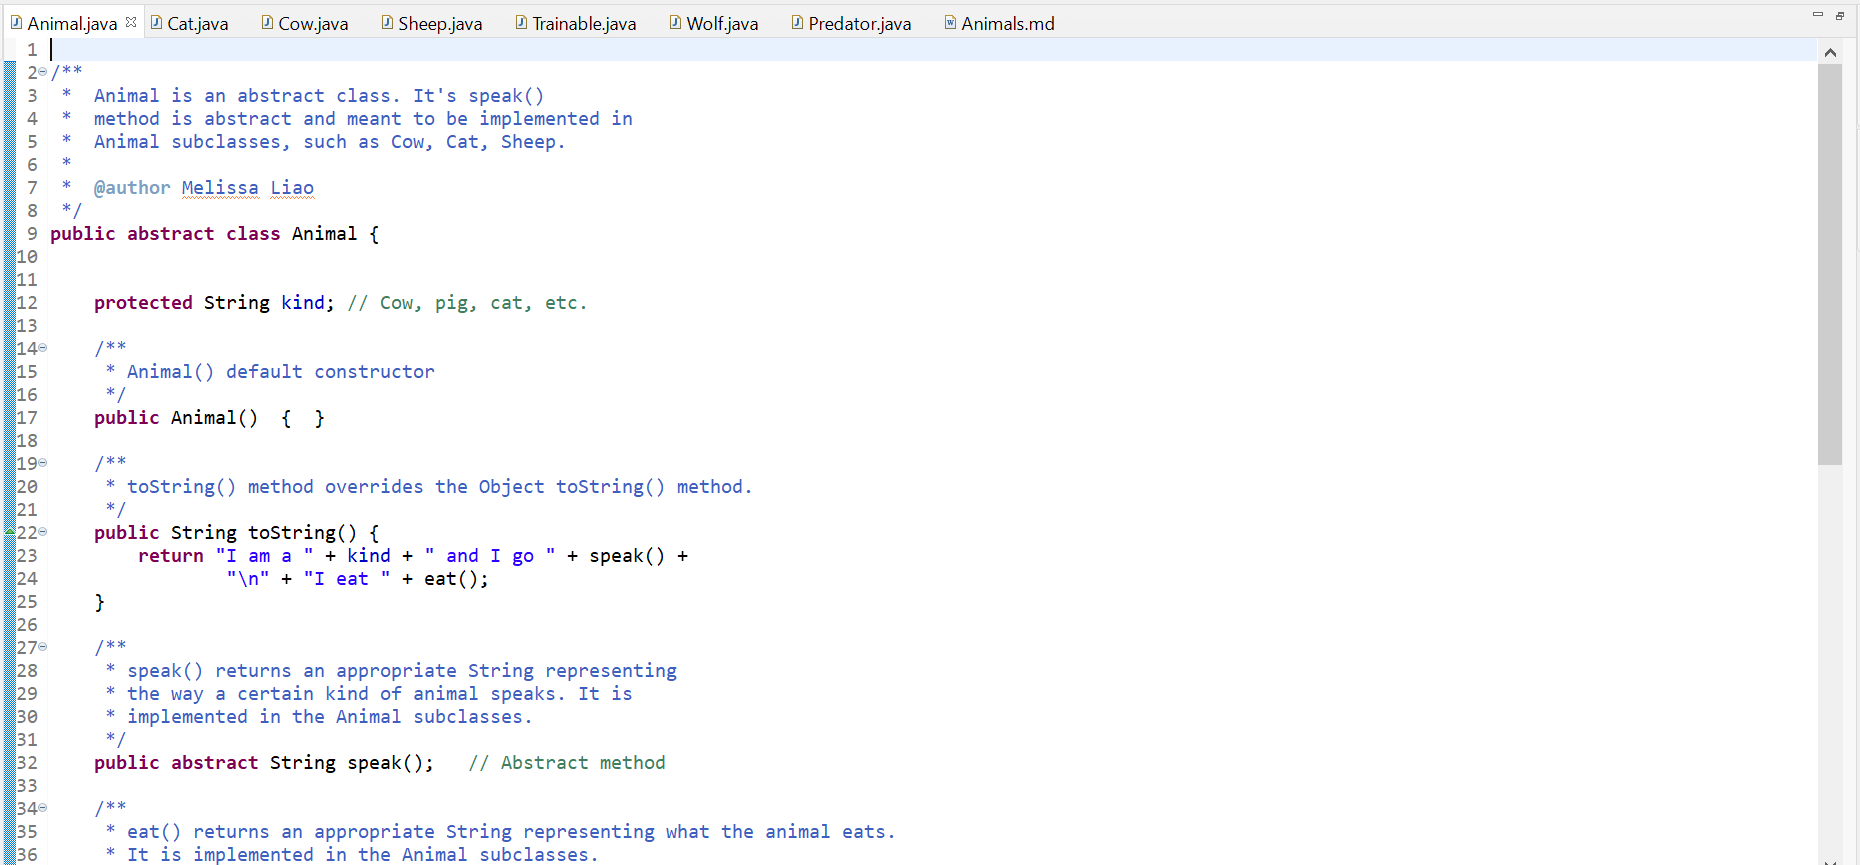 Animal.java Cat.java Cow.java Sheep.java Trainable.java Wolf.java Predator.java Animals.md
1
2 /**
3  *  Animal is an abstract class. It's speak()
4  *  method is abstract and meant to be implemented in
5  *  Animal subclasses, such as Cow, Cat, Sheep.
6  *
7  *  @author Melissa Liao
8  */
9 public abstract class Animal {
10
11
12     protected String kind; // Cow, pig, cat, etc.
13
14     /**
15      * Animal() default constructor
16      */
17     public Animal()  {  }
18
19     /**
20      * toString() method overrides the Object toString() method.
21      */
22     public String toString() {
23         return "I am a " + kind + " and I go " + speak() +
24                 "\n" + "I eat " + eat();
25     }
26
27     /**
28      * speak() returns an appropriate String representing
29      * the way a certain kind of animal speaks. It is
30      * implemented in the Animal subclasses.
31      */
32     public abstract String speak();   // Abstract method
33
34     /**
35      * eat() returns an appropriate String representing what the animal eats.
36      * It is implemented in the Animal subclasses.